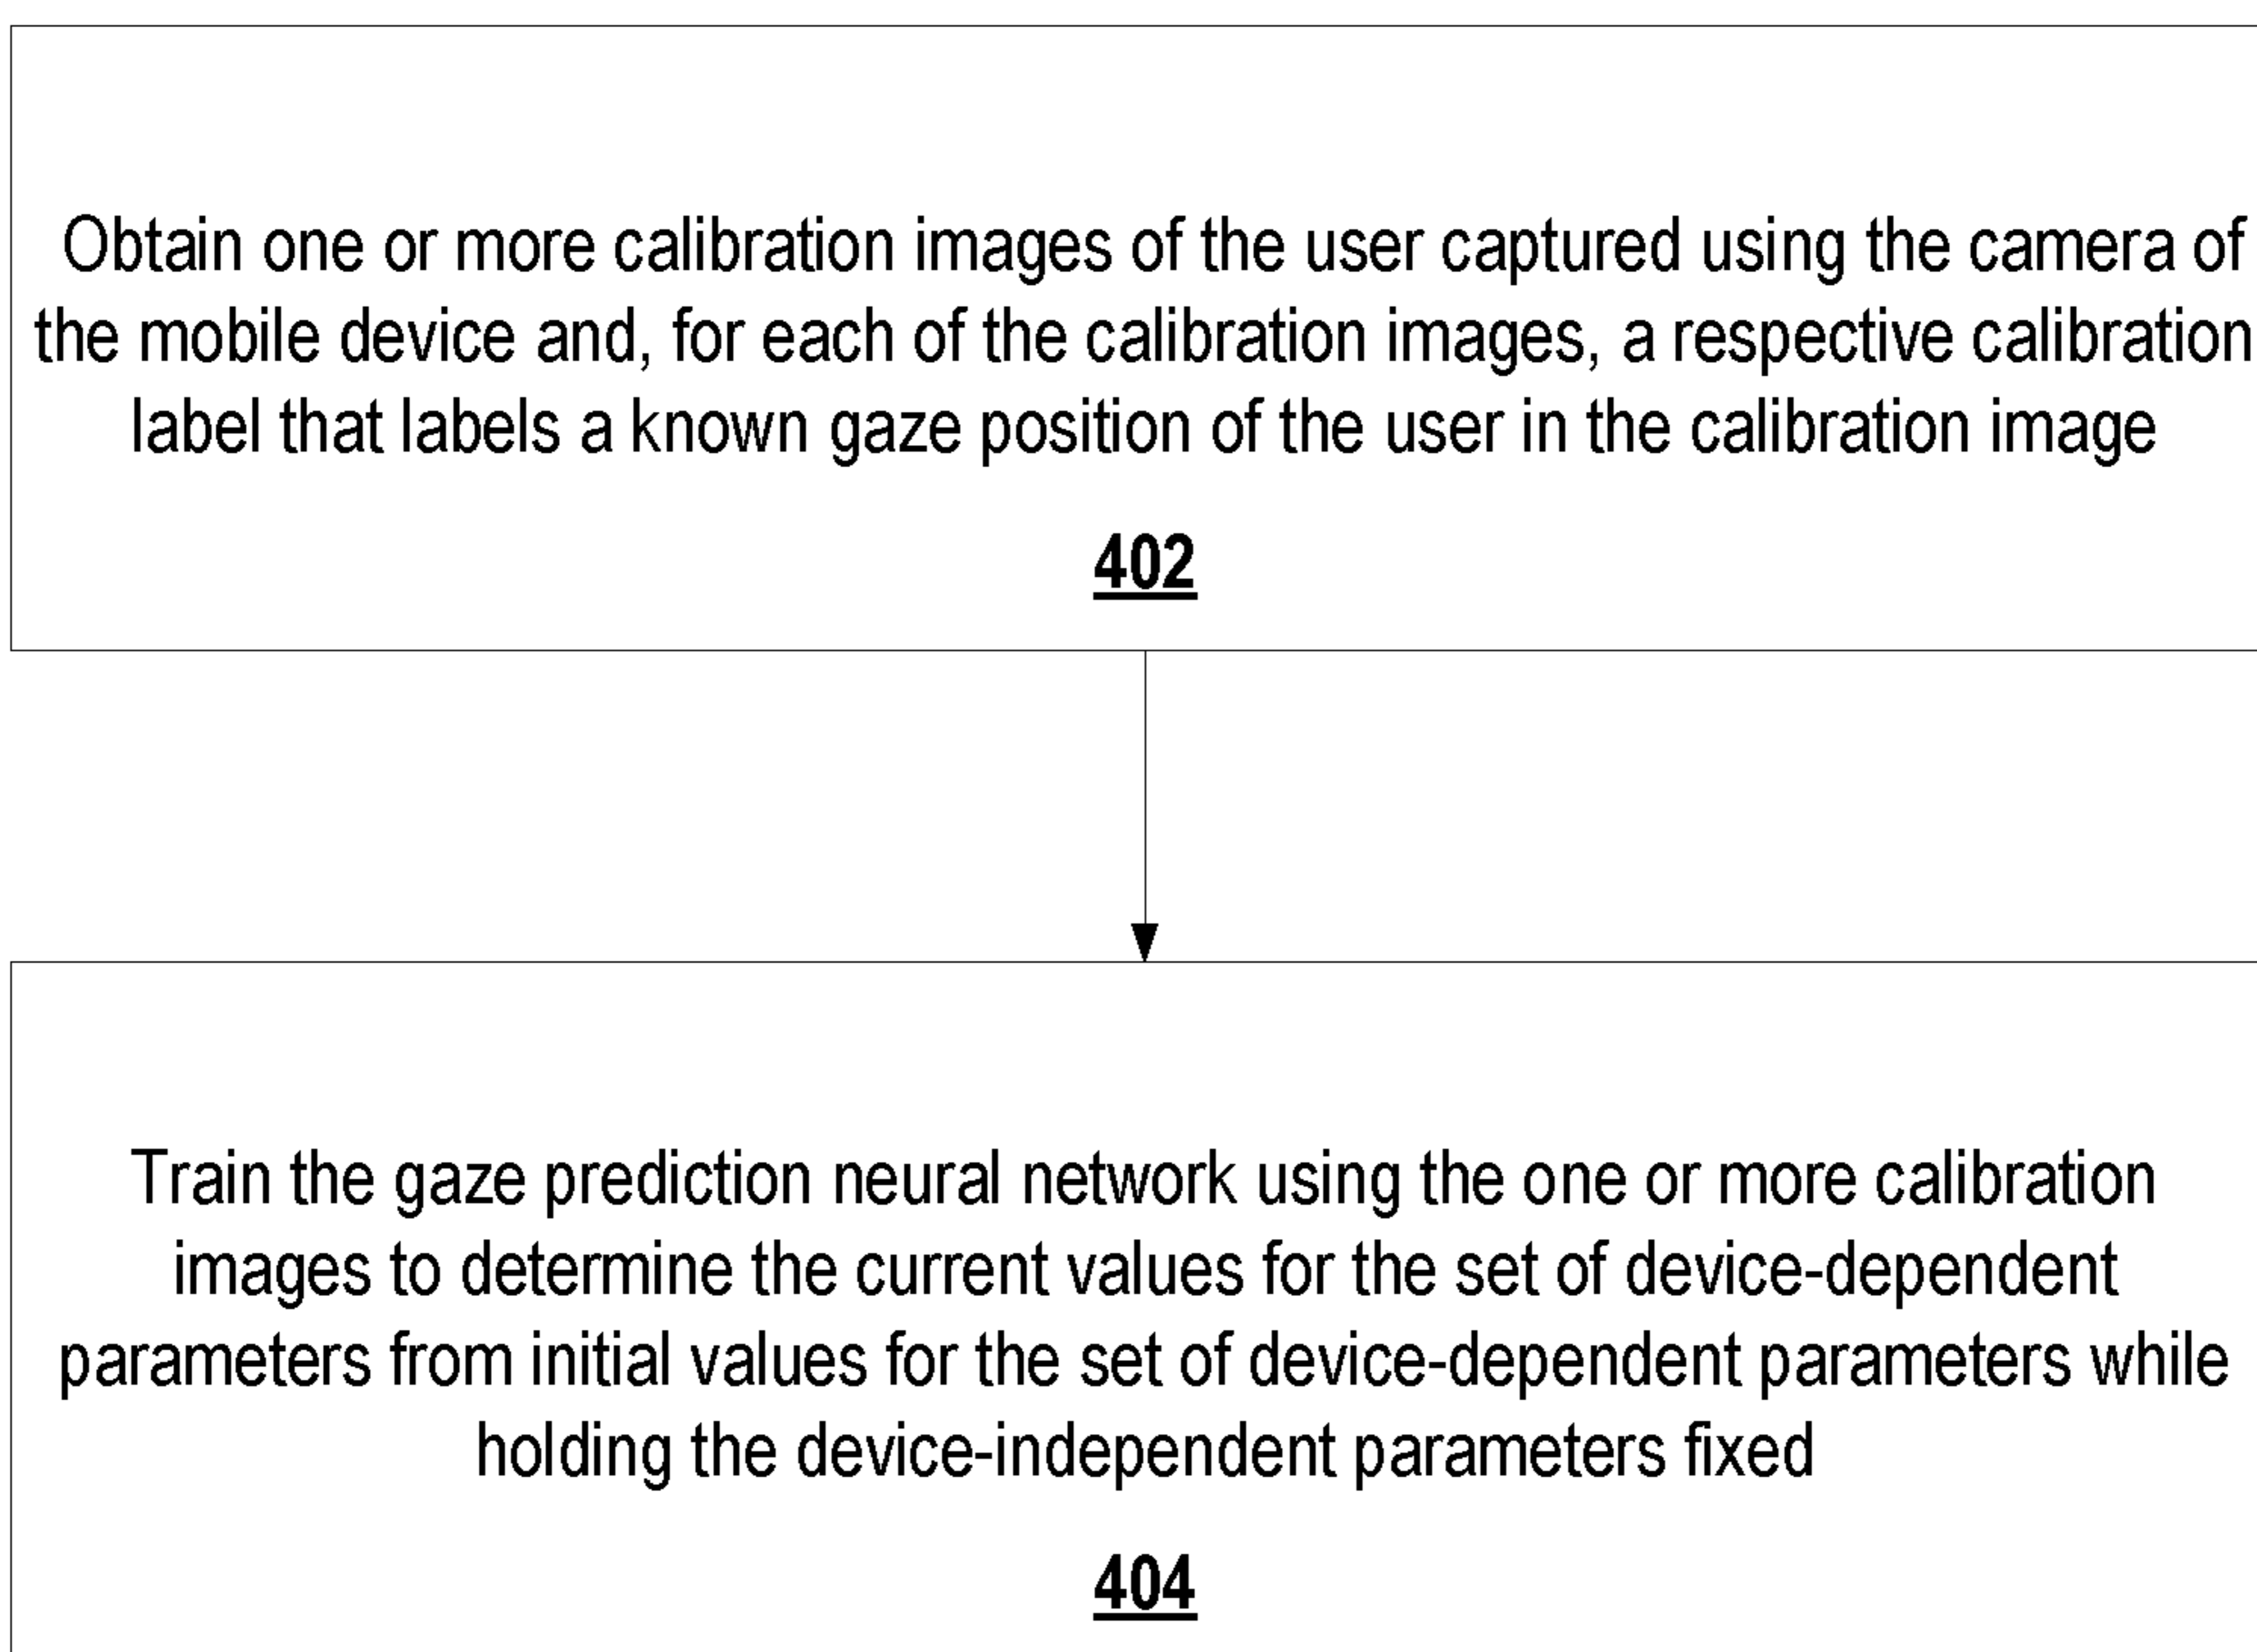 Obtain one or more calibration images of the user captured using the camera of
the mobile device and, for each of the calibration images, a respective calibration
label that labels a known gaze position of the user in the calibration image
402
Train the gaze prediction neural network using the one or more calibration
images to determine the current values for the set of device-dependent
parameters from initial values for the set of device-dependent parameters while
holding the device-independent parameters fixed
404